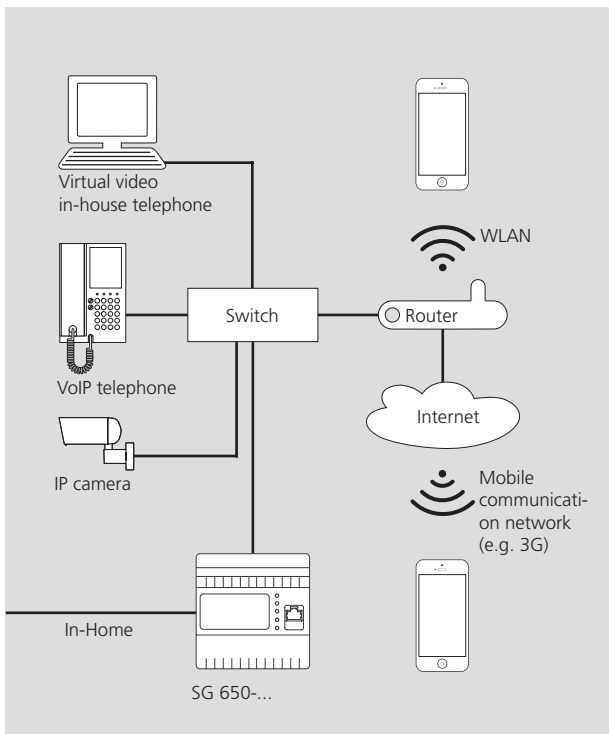 Virtual video
in-house telephone
WLAN
Switch
Router
VoIP telephone
Internet
IP camera
Mobile
communicati-
on network
(e.g. 3G)
In-Home
SG 650-...